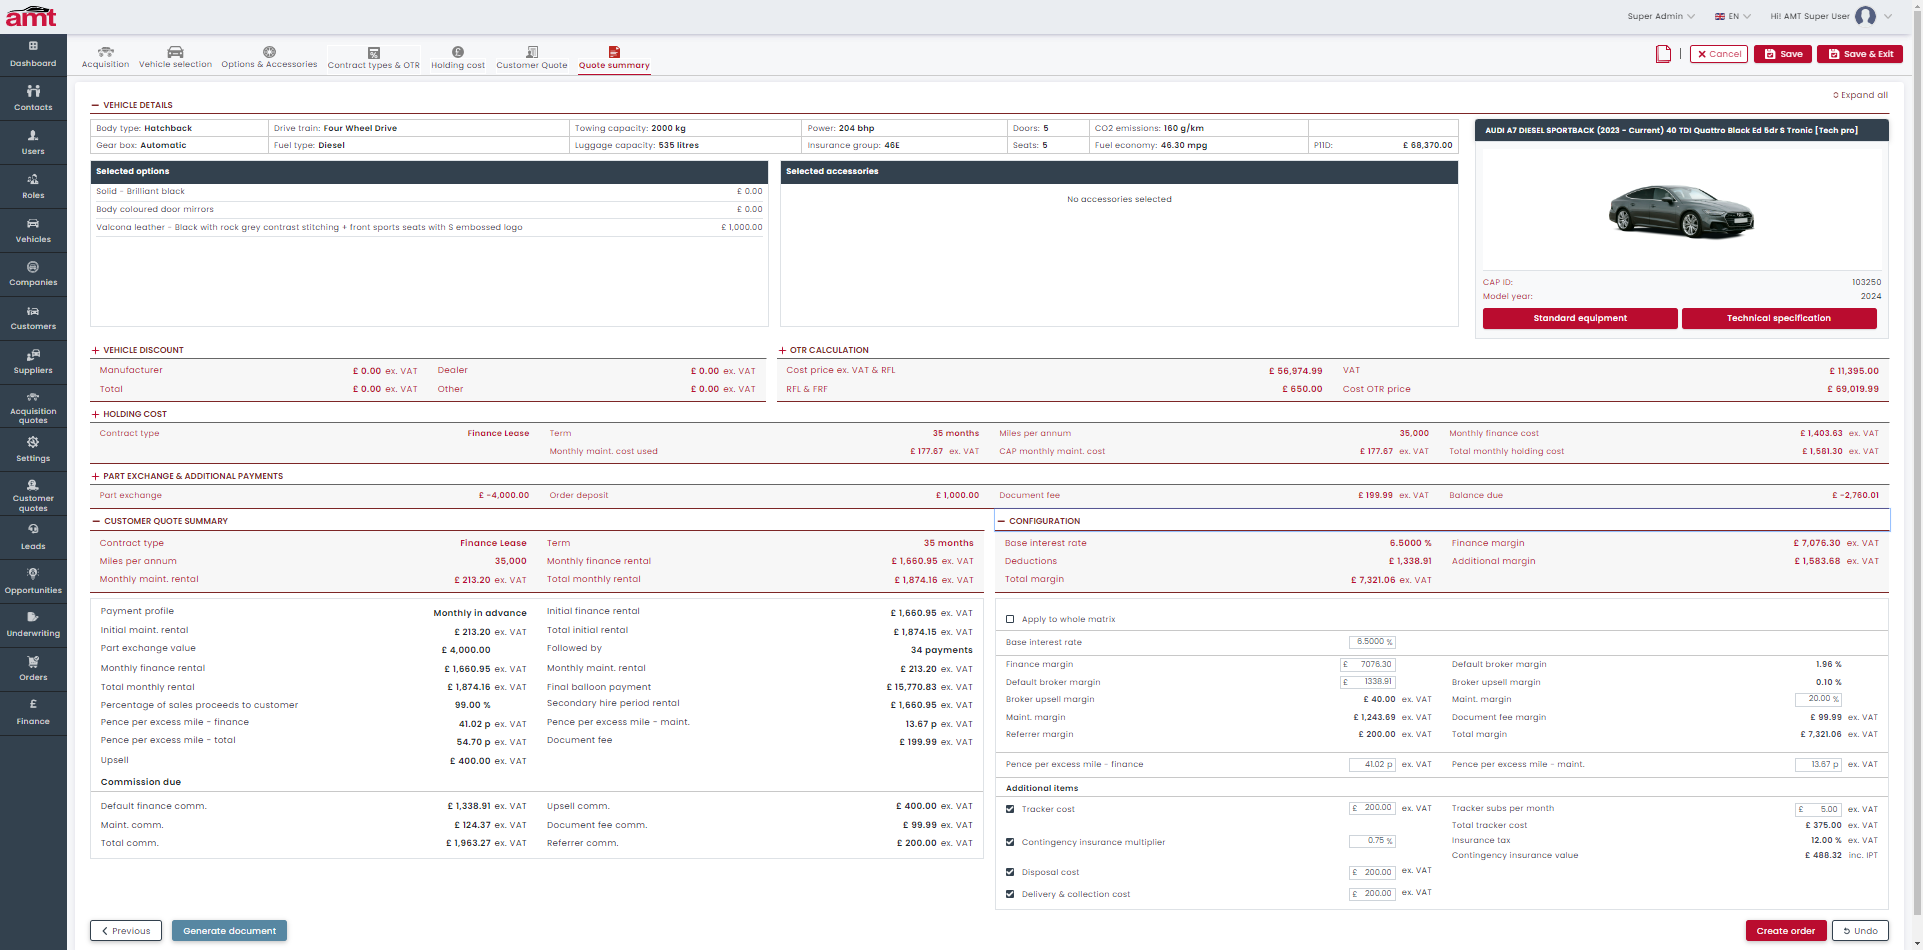 amt
Super Admin
EN
Hi! AMT Super User
Dashboard
Contacts
Users
Roles
Vehicles
Companies
Customers
Suppliers
Acquisition
quotes
Settings
Customer
quotes
Leads
Opportunities
Underwriting
Orders
Finance
Acquisition
Vehicle selection
Options & Accessories
Contract types & OTR
Holding cost
Customer Quote
Quote summary
Cancel
Save
Save & Exit
Expand all
VEHICLE DETAILS
Body type: Hatchback Drive train: Four Wheel Drive Towing capacity: 2000 kg Power: 204 bhp Doors: 5 CO2 emissions: 160 g/km
Gear box: Automatic Fuel type: Diesel Luggage capacity: 535 litres Insurance group: 46E Seats: 5 Fuel economy: 46.30 mpg P11D: £ 68,370.00
Selected options
Solid - Brilliant black £ 0.00
Body coloured door mirrors £ 0.00
Valcona leather - Black with rock grey contrast stitching + front sports seats with S embossed logo £ 1,000.00
Selected accessories
No accessories selected
AUDI A7 DIESEL SPORTBACK (2023 - Current) 40 TDI Quattro Black Ed 5dr S Tronic [Tech pro]
CAP ID: 103250
Model year: 2024
Standard equipment
Technical specification
VEHICLE DISCOUNT
Manufacturer £ 0.00 ex. VAT Dealer £ 0.00 ex. VAT
Total £ 0.00 ex. VAT Other £ 0.00 ex. VAT
OTR CALCULATION
Cost price ex. VAT & RFL £ 56,974.99 VAT £ 11,395.00
RFL & FRF £ 650.00 Cost OTR price £ 69,019.99
HOLDING COST
Contract type Finance Lease Term 35 months Miles per annum 35,000 Monthly finance cost £ 1,403.63 ex. VAT
Monthly maint. cost used £ 177.67 ex. VAT CAP monthly maint. cost £ 177.67 ex. VAT Total monthly holding cost £ 1,581.30 ex. VAT
PART EXCHANGE & ADDITIONAL PAYMENTS
Part exchange £ -4,000.00 Order deposit £ 1,000.00 Document fee £ 199.99 ex. VAT Balance due £ -2,760.01
CUSTOMER QUOTE SUMMARY
Contract type Finance Lease Term 35 months
Miles per annum 35,000 Monthly finance rental £ 1,660.95 ex. VAT
Monthly maint. rental £ 213.20 ex. VAT Total monthly rental £ 1,874.16 ex. VAT
Payment profile Monthly in advance Initial finance rental £ 1,660.95 ex. VAT
Initial maint. rental £ 213.20 ex. VAT Total initial rental £ 1,874.15 ex. VAT
Part exchange value £ 4,000.00 Followed by 34 payments
Monthly finance rental £ 1,660.95 ex. VAT Monthly maint. rental £ 213.20 ex. VAT
Total monthly rental £ 1,874.16 ex. VAT Final balloon payment £ 15,770.83 ex. VAT
Percentage of sales proceeds to customer 99.00 % Secondary hire period rental £ 1,660.95 ex. VAT
Pence per excess mile - finance 41.02 p ex. VAT Pence per excess mile - maint. 13.67 p ex. VAT
Pence per excess mile - total 54.70 p ex. VAT Document fee £ 199.99 ex. VAT
Upsell £ 400.00 ex. VAT
Commission due
Default finance comm. £ 1,338.91 ex. VAT Upsell comm. £ 400.00 ex. VAT
Maint. comm. £ 124.37 ex. VAT Document fee comm. £ 99.99 ex. VAT
Total comm. £ 1,963.27 ex. VAT Referrer comm. £ 200.00 ex. VAT
CONFIGURATION
Base interest rate 6.5000 % Finance margin £ 7,076.30 ex. VAT
Deductions £ 1,338.91 Additional margin £ 1,583.68 ex. VAT
Total margin £ 7,321.06 ex. VAT
Apply to whole matrix
Base interest rate 6.5000 %
Finance margin £ 7076.30 Default broker margin 1.96 %
Default broker margin £ 1338.91 Broker upsell margin 0.10 %
Broker upsell margin £ 40.00 ex. VAT Maint. margin 20.00 %
Maint. margin £ 1,243.69 ex. VAT Document fee margin £ 99.99 ex. VAT
Referrer margin £ 200.00 ex. VAT Total margin £ 7,321.06 ex. VAT
Pence per excess mile - finance 41.02 p ex. VAT Pence per excess mile - maint. 13.67 p ex. VAT
Additional items
Tracker cost £ 200.00 ex. VAT Tracker subs per month £ 5.00 ex. VAT
Total tracker cost £ 375.00 ex. VAT
Contingency insurance multiplier 0.75 % Insurance tax 12.00 % ex. VAT
Contingency insurance value £ 488.32 inc. IPT
Disposal cost £ 200.00 ex. VAT
Delivery & collection cost £ 200.00 ex. VAT
Previous
Generate document
Create order
Undo